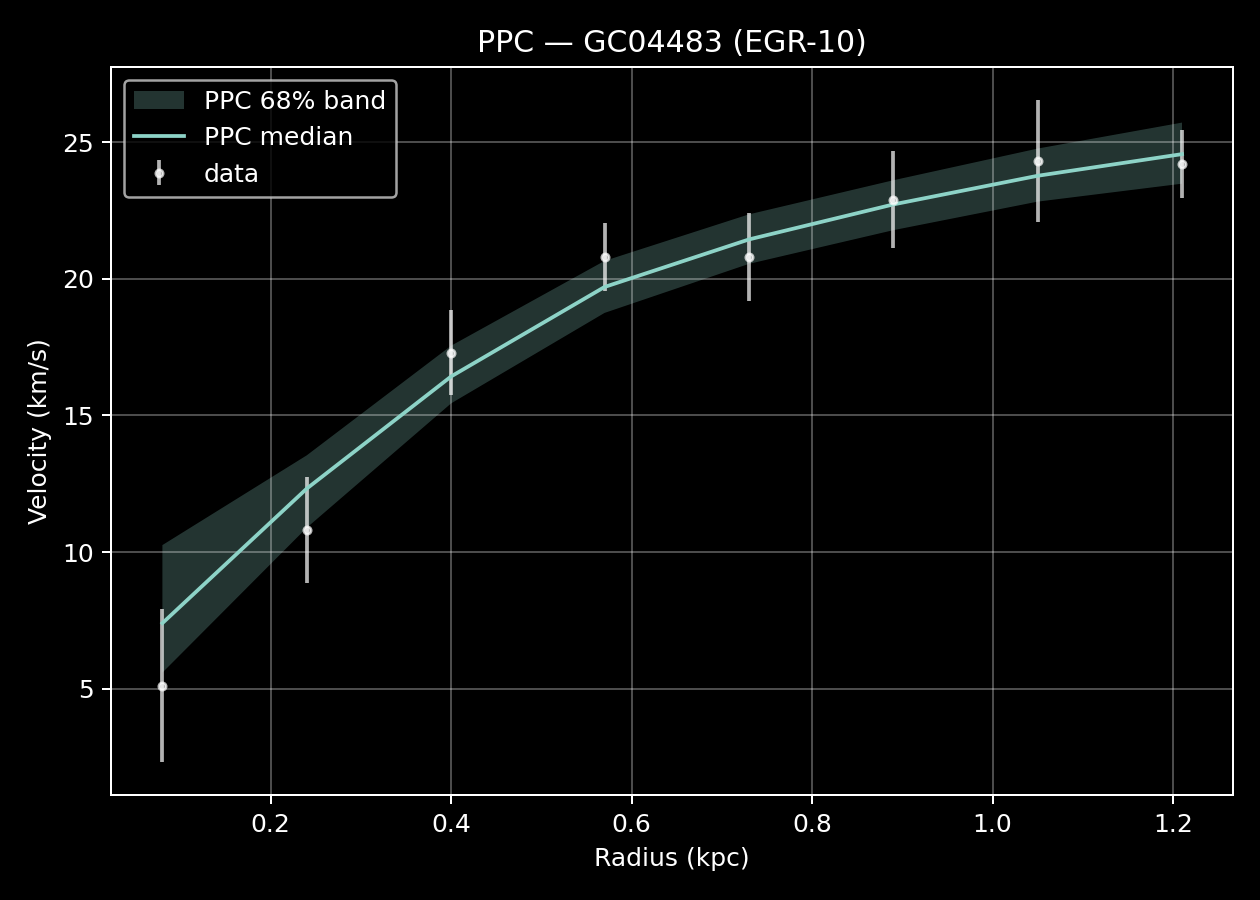 PPC — GC04483 (EGR-10)
PPC 68% band
PPC median
data
25
20
15
10
5
Velocity (km/s)
0.2 0.4 0.6 0.8 1.0 1.2
Radius (kpc)